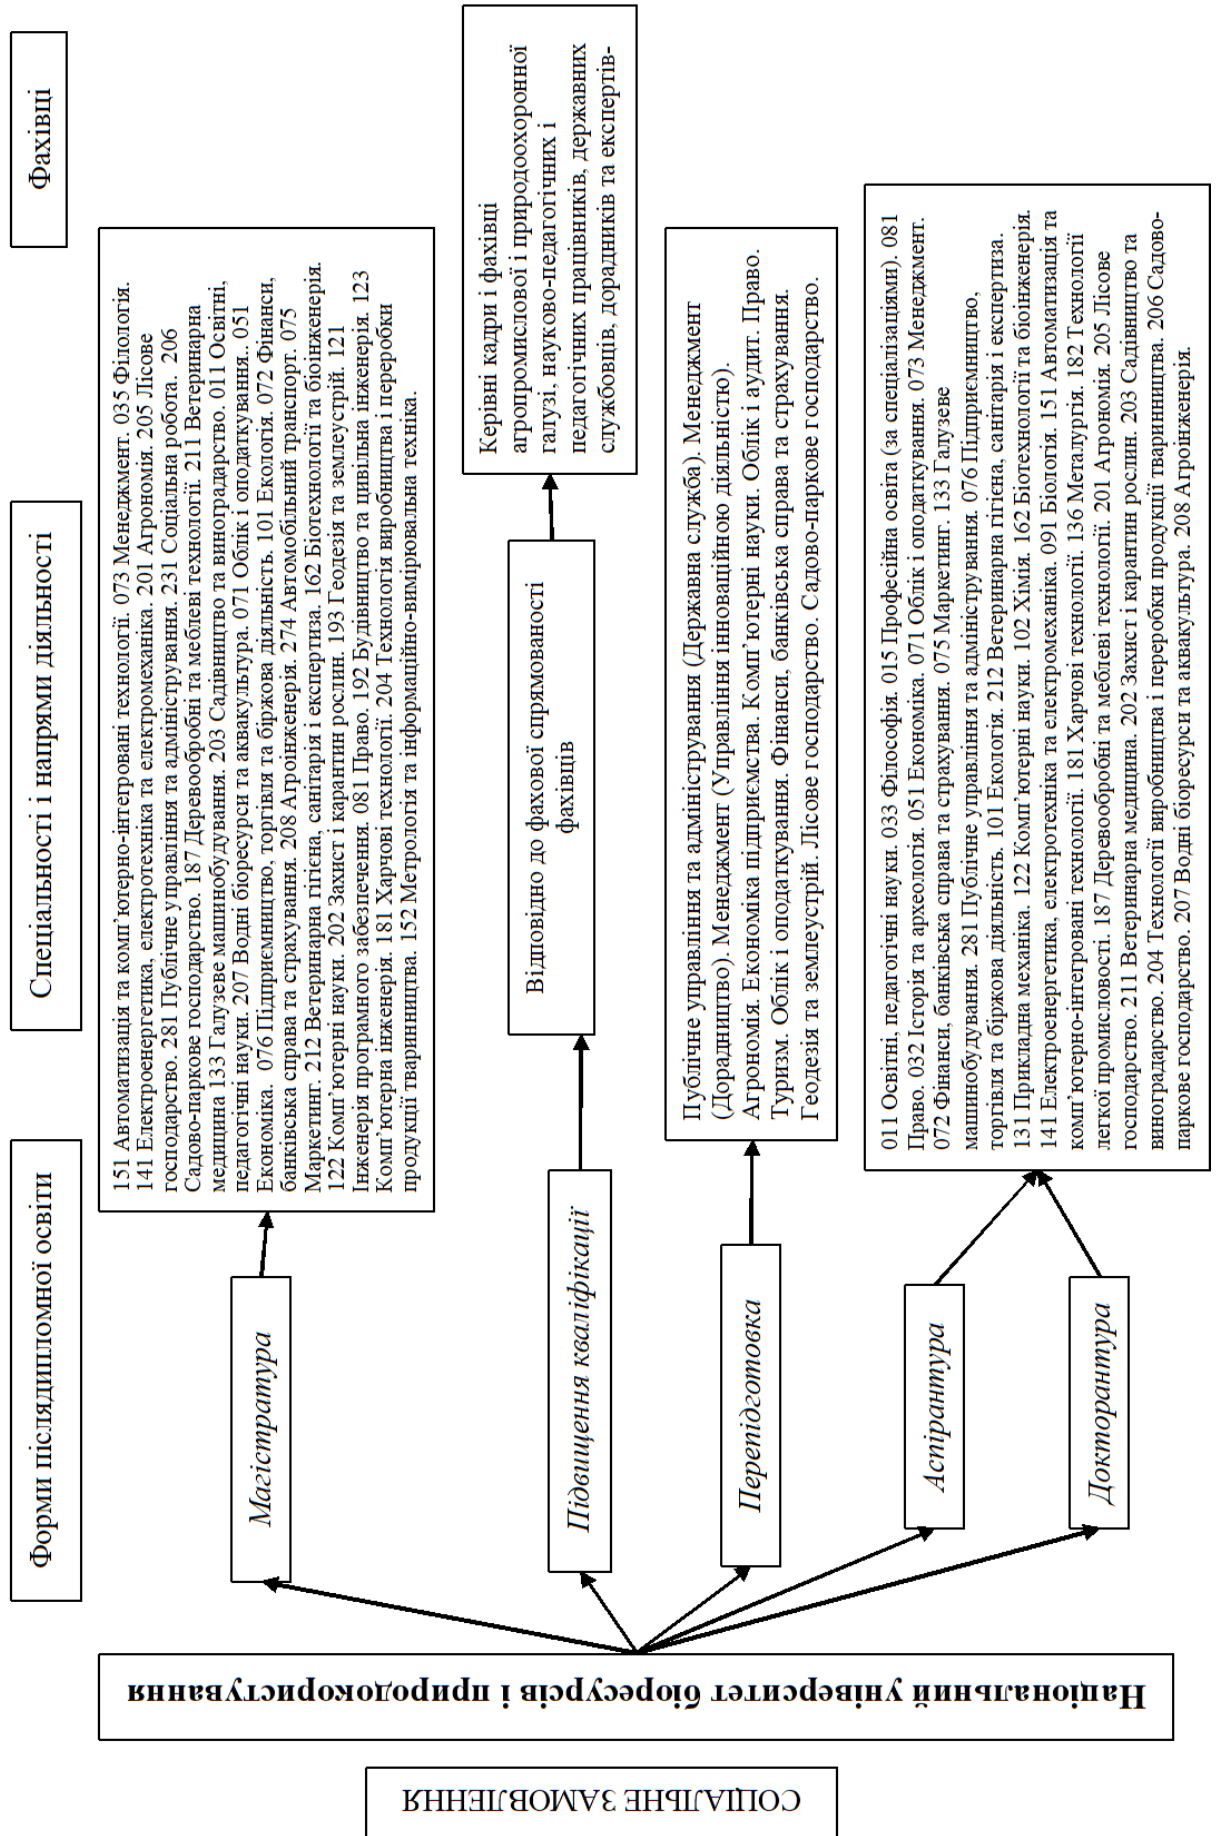 СОЦІАЛЬНЕ ЗАМОВЛЕННЯ
Національний університет біоресурсів і природокористування
Форми післядипломної освіти
Спеціальності і напрями діяльності
Фахівці
Магістратура
151 Автоматизація та комп’ютерно-інтегровані технології. 073 Менеджмент. 035 Філологія.
141 Електроенергетика, електротехніка та електромеханіка. 201 Агрономія. 205 Лісове
господарство. 281 Публічне управління та адміністрування. 231 Соціальна робота. 206
Садово-паркове господарство. 187 Деревообробні та меблеві технології. 211 Ветеринарна
медицина 133 Галузеве машинобудування. 203 Садівництво та виноградарство. 011 Освітні,
педагогічні науки. 207 Водні біоресурси та аквакультура. 071 Облік і оподаткування.. 051
Економіка. 076 Підприємництво, торгівля та біржова діяльність. 101 Екологія. 072 Фінанси,
банківська справа та страхування. 208 Агроінженерія. 274 Автомобільний транспорт. 075
Маркетинг. 212 Ветеринарна гігієна, санітарія і експертиза. 162 Біотехнології та біоінженерія.
122 Комп’ютерні науки. 202 Захист і карантин рослин. 193 Геодезія та землеустрій. 121
Інженерія програмного забезпечення. 081 Право. 192 Будівництво та цивільна інженерія. 123
Комп’ютерна інженерія. 181 Харчові технології. 204 Технологія виробництва і переробки
продукції тваринництва. 152 Метрологія та інформаційно-вимірювальна техніка.
Підвищення кваліфікації
Відповідно до фахової спрямованості
фахівців
Керівні кадри і фахівці
агропромислової і природоохоронної
галузі, науково-педагогічних і
педагогічних працівників, державних
службовців, дорадників та експертів-
Перепідготовка
Публічне управління та адміністрування (Державна служба). Менеджмент
(Дорадництво). Менеджмент (Управління інноваційною діяльністю).
Агрономія. Економіка підприємства. Комп’ютерні науки. Облік і аудит. Право.
Туризм. Облік і оподаткування. Фінанси, банківська справа та страхування.
Геодезія та землеустрій. Лісове господарство. Садово-паркове господарство.
Аспірантура
Докторантура
011 Освітні, педагогічні науки. 033 Філософія. 015 Професійна освіта (за спеціалізаціями). 081
Право. 032 Історія та археологія. 051 Економіка. 071 Облік і оподаткування. 073 Менеджмент.
072 Фінанси, банківська справа та страхування. 075 Маркетинг. 133 Галузеве
машинобудування. 281 Публічне управління та адміністрування. 076 Підприємництво,
торгівля та біржова діяльність. 101 Екологія. 212 Ветеринарна гігієна, санітарія і експертиза.
131 Прикладна механіка. 122 Комп’ютерні науки. 102 Хімія. 162 Біотехнології та біоінженерія.
141 Електроенергетика, електротехніка та електромеханіка. 091 Біологія. 151 Автоматизація та
комп’ютерно-інтегровані технології. 181 Харчові технології. 136 Металургія. 182 Технології
легкої промисловості. 187 Деревообробні та меблеві технології. 201 Агрономія. 205 Лісове
господарство. 211 Ветеринарна медицина. 202 Захист і карантин рослин. 203 Садівництво та
виноградарство. 204 Технології виробництва і переробки продукції тваринництва. 206 Садово-
паркове господарство. 207 Водні біоресурси та аквакультура. 208 Агроінженерія.